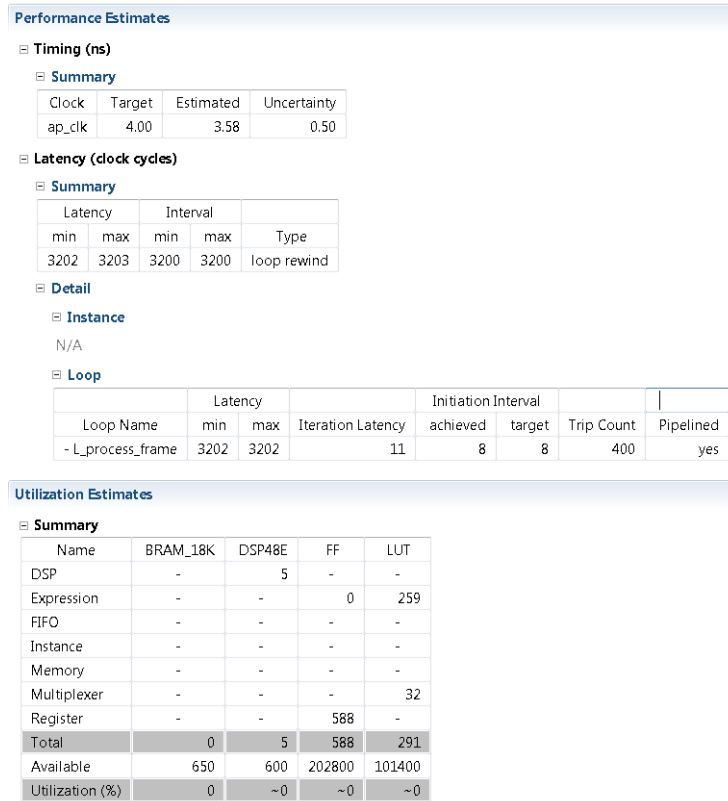 Performance Estimates
Timing (ns)
Summary
Clock Target Estimated Uncertainty
ap_clk 4.00 3.58 0.50
Latency (clock cycles)
Summary
Latency Interval
min max min max Type
3202 3203 3200 3200 loop rewind
Detail
Instance
N/A
Loop
Latency Initiation Interval
Loop Name min max Iteration Latency achieved target Trip Count Pipelined
- L_process_frame 3202 3202 11 8 8 400 yes
Utilization Estimates
Summary
Name BRAM_18K DSP48E FF LUT
DSP - 5 - -
Expression - - 0 259
FIFO - - - -
Instance - - - -
Memory - - - -
Multiplexer - - - 32
Register - - 588 -
Total 0 5 588 291
Available 650 600 202800 101400
Utilization (%) 0 ~0 ~0 ~0